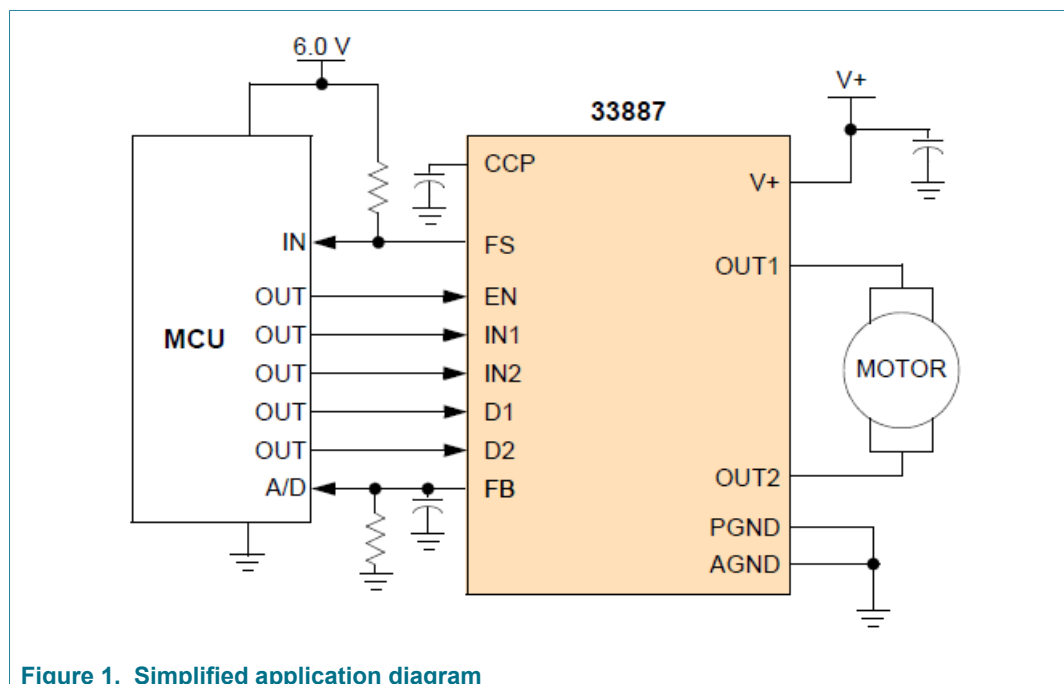 6.0 V
V+
33887
CCP
V+
IN
FS
OUT1
OUT
EN
MCU
OUT
IN1
OUT
IN2
MOTOR
OUT
D1
OUT
D2
A/D
FB
OUT2
PGND
AGND
Figure 1. Simplified application diagram